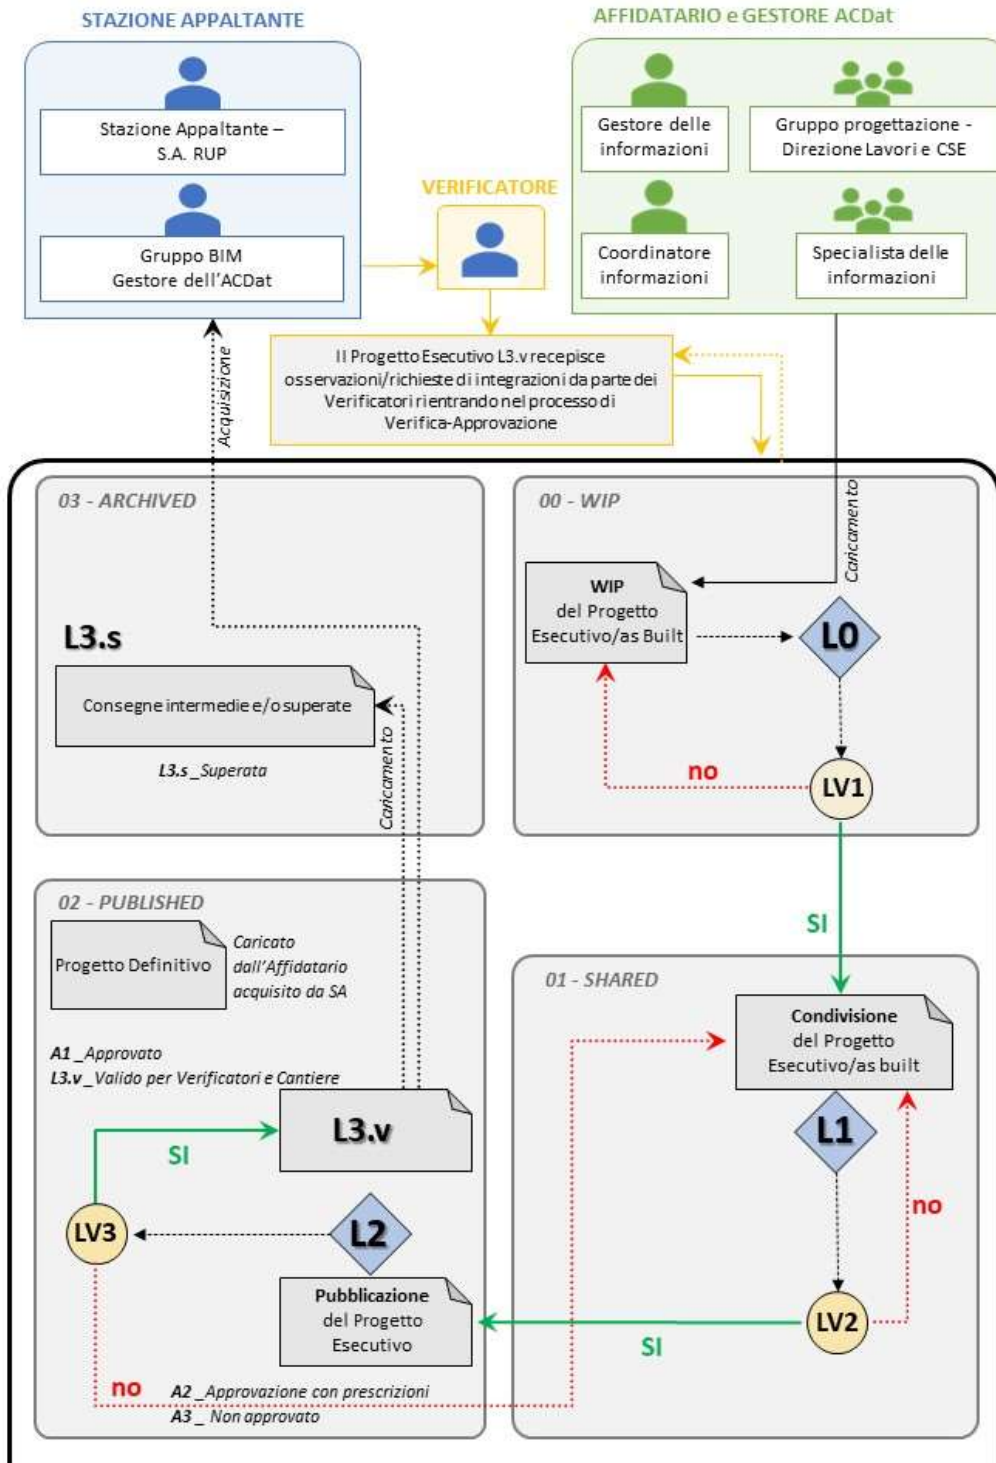 STAZIONE APPALTANTE
AFFIDATARIO e GESTORE ACDat
Stazione Appaltante –
S.A. RUP
Gruppo BIM
Gestore dell'ACDat
VERIFICATORE
Gestore delle
informazioni
Gruppo progettazione -
Direzione Lavori e CSE
Coordinatore
informazioni
Specialista delle
informazioni
Il Progetto Esecutivo L3.v recepisce
osservazioni/richieste di integrazioni da parte dei
Verificatori rientrando nel processo di
Verifica-Approvazione
Acquisizione
Caricamento
03 - ARCHIVED
L3.s
Consegne intermedie e/o superate
L3.s _Superata
Caricamento
00 - WIP
WIP
del Progetto
Esecutivo/as Built
L0
no
LV1
SI
02 - PUBLISHED
Progetto Definitivo
Caricato
dall'Affidatario
acquisito da SA
A1 _Approvato
L3.v _Valido per Verificatori e Cantiere
L3.v
SI
LV3
L2
Pubblicazione
del Progetto
Esecutivo
no
A2 _Approvazione con prescrizioni
A3 _ Non approvato
01 - SHARED
Condivisione
del Progetto
Esecutivo/as built
L1
no
LV2
SI